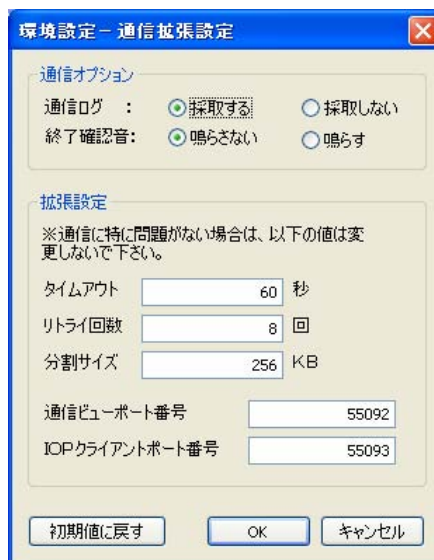 環境設定－通信拡張設定
通信オプション
通信ログ ： 採取する 採取しない
終了確認音： 鳴らさない 鳴らす
拡張設定
※通信に特に問題がない場合は、以下の値は変
更しないで下さい。
タイムアウト 60 秒
リトライ回数 8 回
分割サイズ 256 ＫＢ
通信ビューポート番号 55092
IOPクライアントポート番号 55093
初期値に戻す OK キャンセル